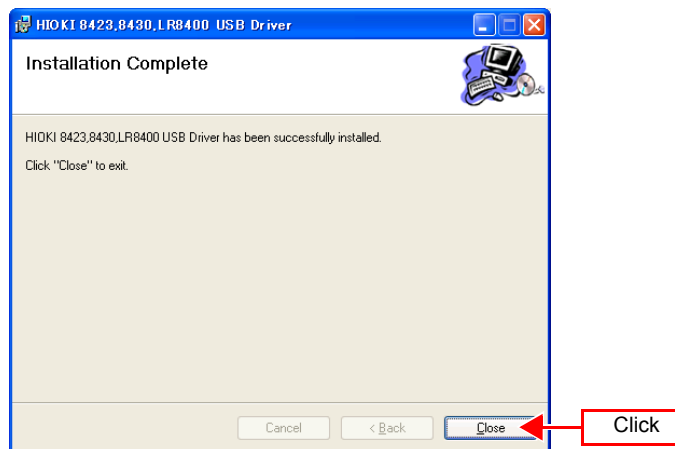 HIOKI 8423,8430,LR8400 USB Driver
Installation Complete
HIOKI 8423,8430,LR8400 USB Driver has been successfully installed.
Click "Close" to exit.
Cancel
< Back
Close
Click